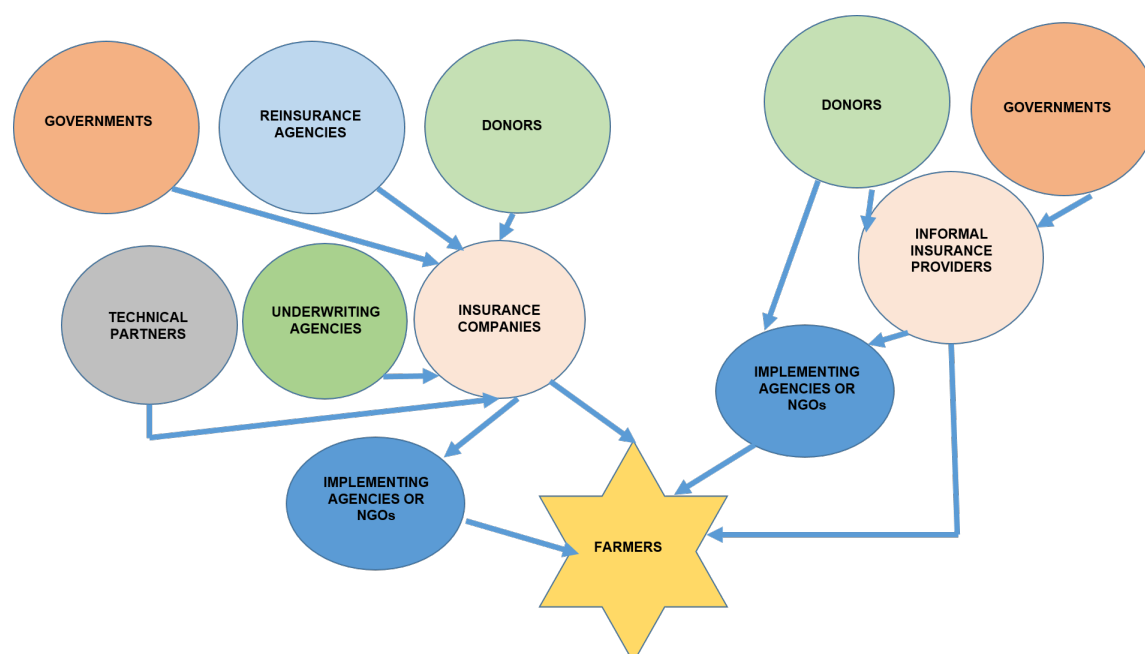 GOVERNMENTS
REINSURANCE
AGENCIES
DONORS
DONORS
GOVERNMENTS
TECHNICAL
PARTNERS
UNDERWRITING
AGENCIES
INSURANCE
COMPANIES
INFORMAL
INSURANCE
PROVIDERS
IMPLEMENTING
AGENCIES OR
NGOs
IMPLEMENTING
AGENCIES OR
NGOs
FARMERS